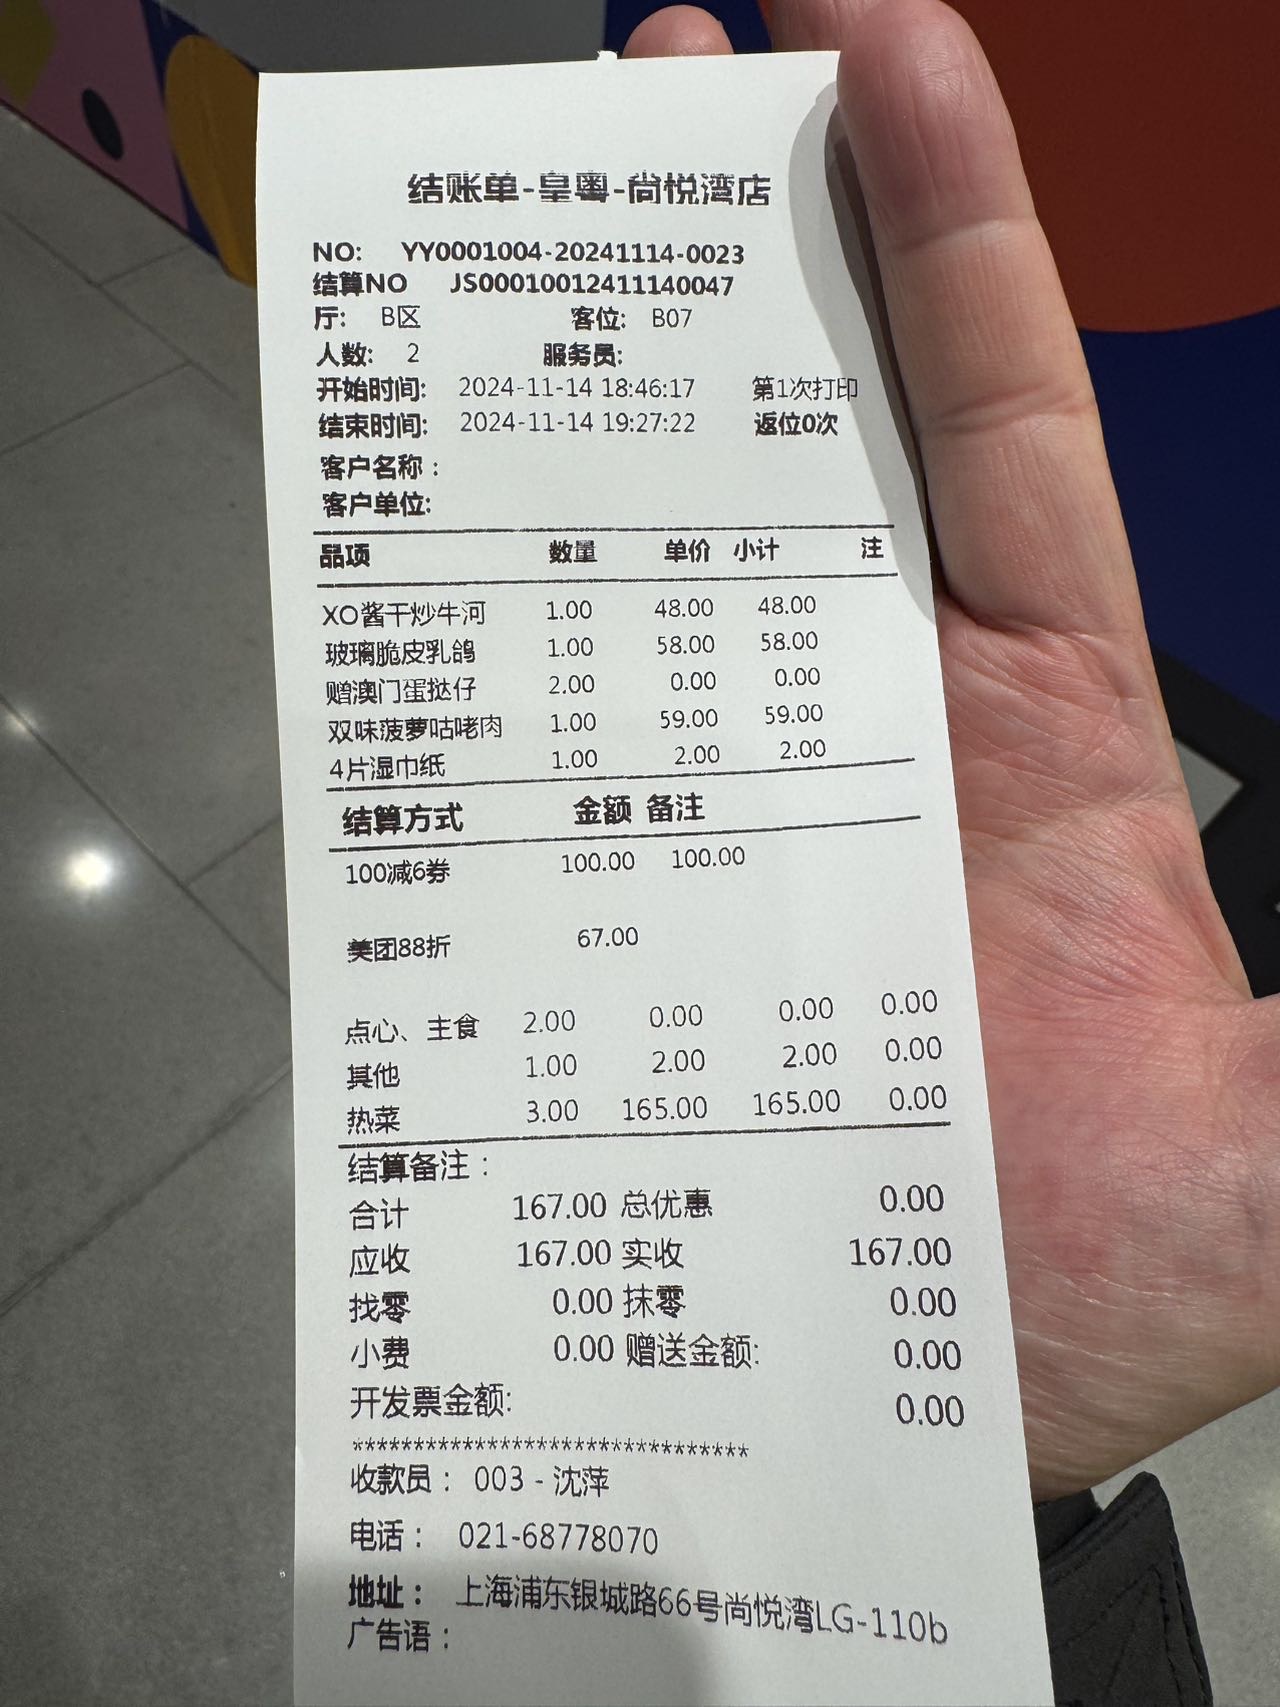 结账单-皇粤-尚悦湾店
NO: YY0001004-20241114-0023
结算NO JS00010012411140047
厅: B区 客位: B07
人数: 2 服务员:
开始时间: 2024-11-14 18:46:17 第1次打印
结束时间: 2024-11-14 19:27:22 返位0次
客户名称：
客户单位:
品项 数量 单价 小计 注
XO酱干炒牛河 1.00 48.00 48.00
玻璃脆皮乳鸽 1.00 58.00 58.00
赠澳门蛋挞仔 2.00 0.00 0.00
双味菠萝咕咾肉 1.00 59.00 59.00
4片湿巾纸 1.00 2.00 2.00
结算方式 金额 备注
100减6券 100.00 100.00
美团88折 67.00
点心、主食 2.00 0.00 0.00 0.00
其他 1.00 2.00 2.00 0.00
热菜 3.00 165.00 165.00 0.00
结算备注：
合计 167.00 总优惠 0.00
应收 167.00 实收 167.00
找零 0.00 抹零 0.00
小费 0.00 赠送金额: 0.00
开发票金额: 0.00
********************************
收款员： 003 - 沈萍
电话： 021-68778070
地址： 上海浦东银城路66号尚悦湾LG-110b
广告语：